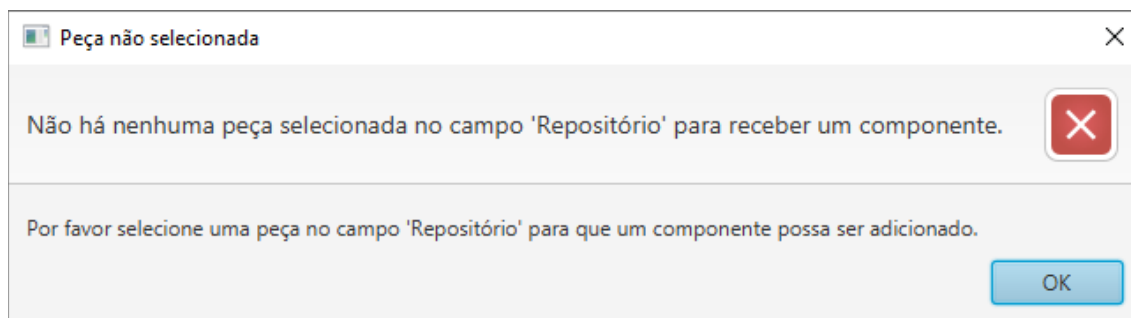 Peça não selecionada
Não há nenhuma peça selecionada no campo 'Repositório' para receber um componente.
Por favor selecione uma peça no campo 'Repositório' para que um componente possa ser adicionado.
OK